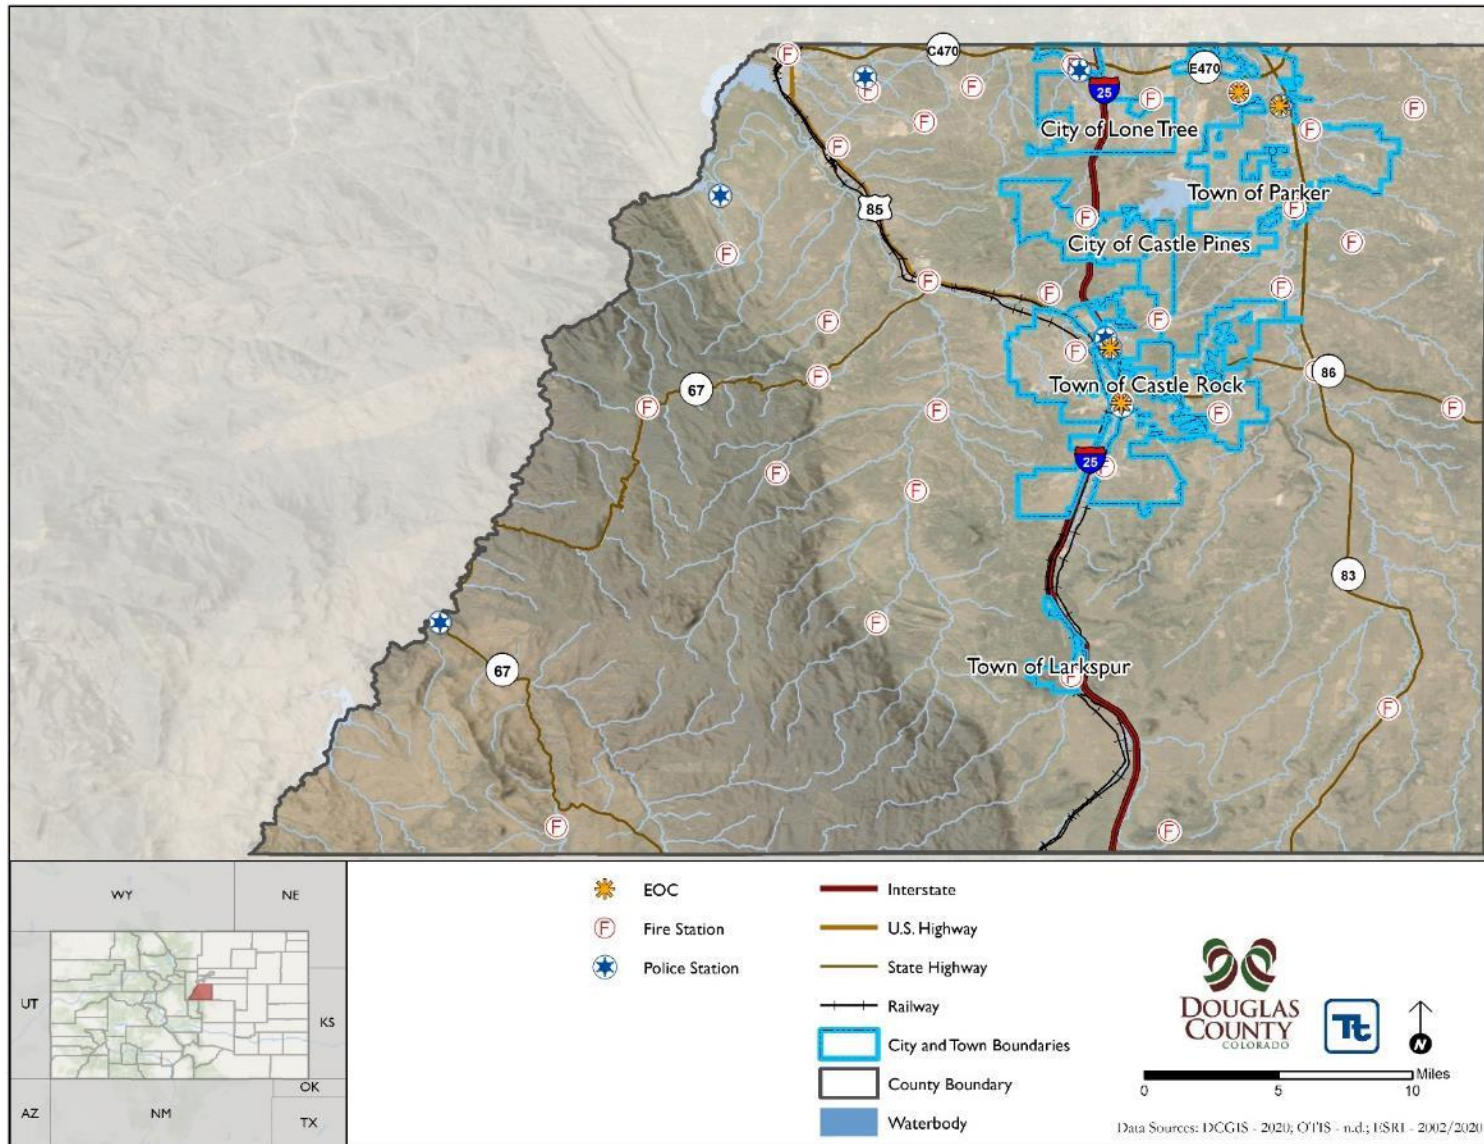 F
C470
E470
25
F
F
F
F
F
F
City of Lone Tree
F
F
Town of Parker
85
F
F
City of Castle Pines
F
F
F
F
F
F
F
F
F
86
67
F
Town of Castle Rock
F
F
F
F
25
F
F
F
83
F
Town of Larkspur
F
67
F
F
F
WY
NE
UT
KS
OK
AZ
NM
TX
EOC
F Fire Station
Police Station
Interstate
U.S. Highway
State Highway
Railway
City and Town Boundaries
County Boundary
Waterbody
DOUGLAS
COUNTY
COLORADO
Tt
N
Miles
0 5 10
Data Sources: DCGIS - 2020; OTIS - n.d.; ESRI - 2002/2020